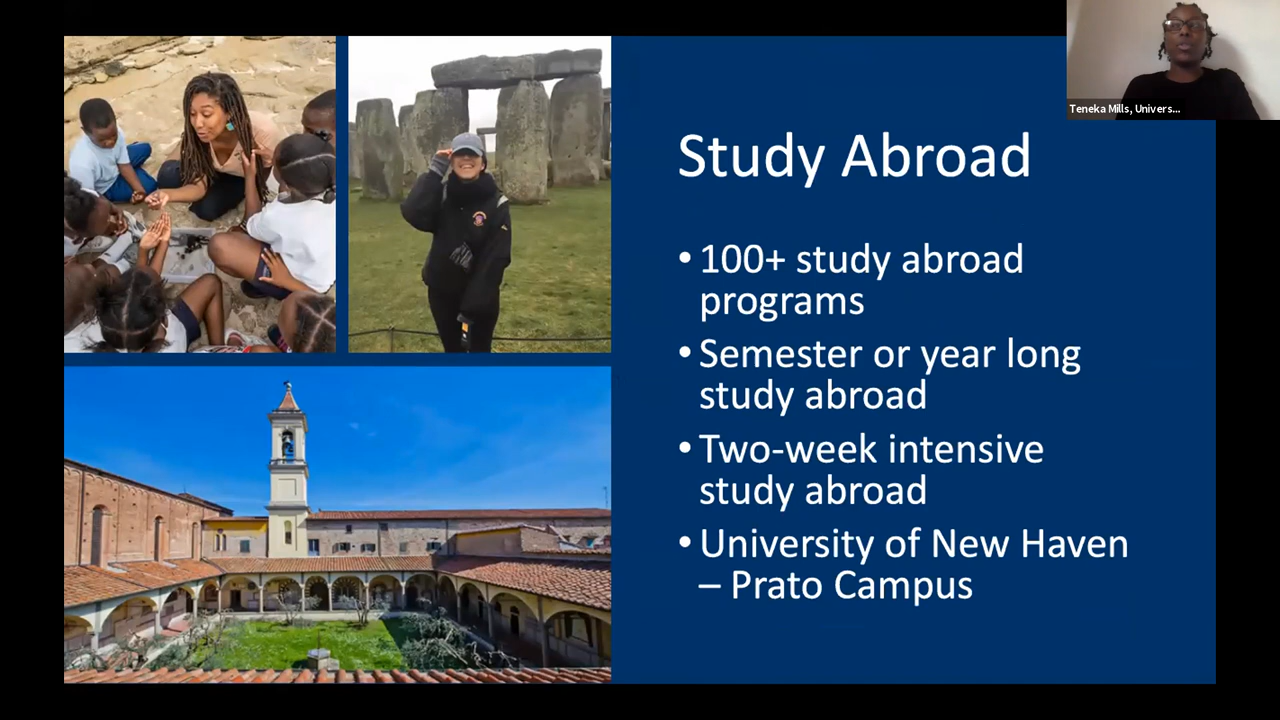 Teneka Mills, Univers...
Study Abroad
• 100+ study abroad
programs
• Semester or year long
study abroad
• Two-week intensive
study abroad
• University of New Haven
– Prato Campus